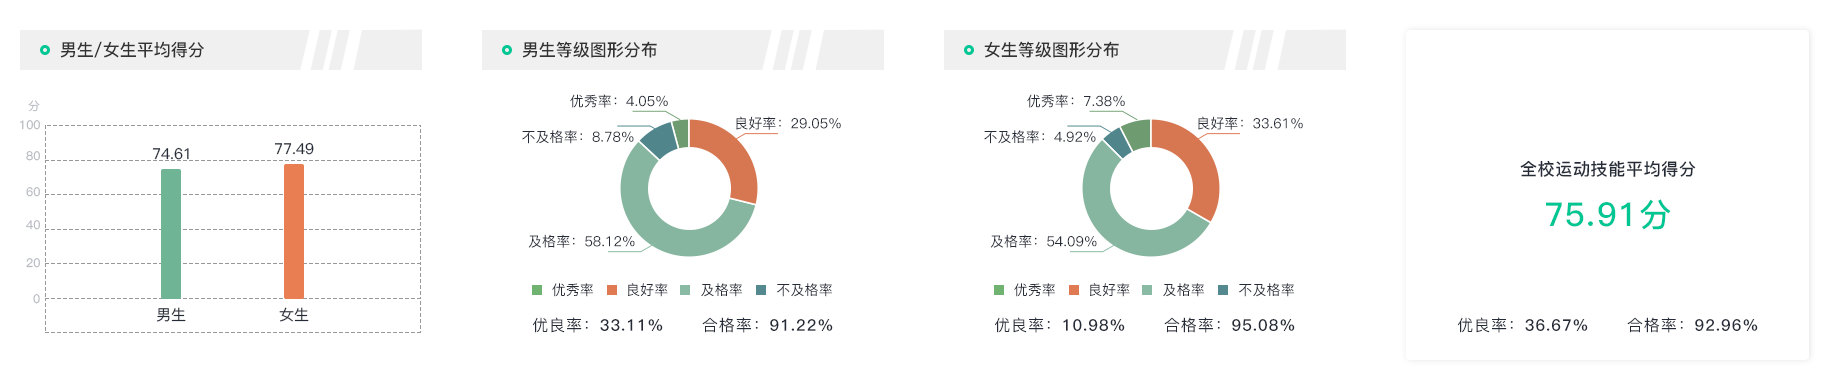 男生/女生平均得分
分
100
80
60
40
20
0
74.61
77.49
男生
女生
男生等级图形分布
优秀率：4.05%
良好率：29.05%
不及格率：8.78%
及格率：58.12%
优秀率 良好率 及格率 不及格率
优良率：33.11% 合格率：91.22%
女生等级图形分布
优秀率：7.38%
良好率：33.61%
不及格率：4.92%
及格率：54.09%
优秀率 良好率 及格率 不及格率
优良率：10.98% 合格率：95.08%
全校运动技能平均得分
75.91分
优良率：36.67% 合格率：92.96%